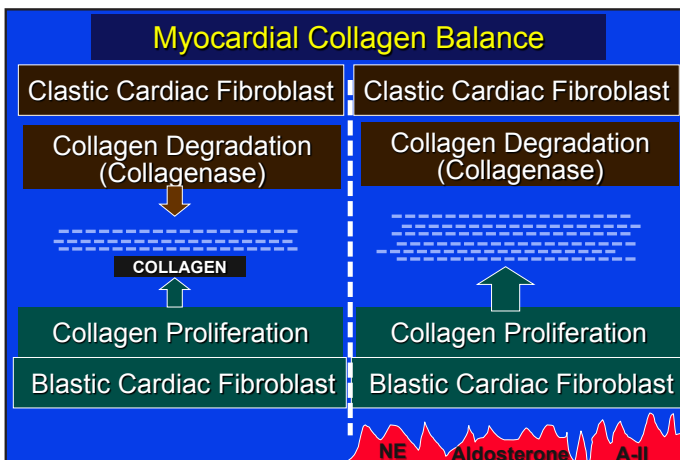 Myocardial Collagen Balance
Clastic Cardiac Fibroblast
Collagen Degradation
(Collagenase)
COLLAGEN
Collagen Proliferation
Blastic Cardiac Fibroblast
Clastic Cardiac Fibroblast
Collagen Degradation
(Collagenase)
Collagen Proliferation
Blastic Cardiac Fibroblast
NE Aldosterone A-II